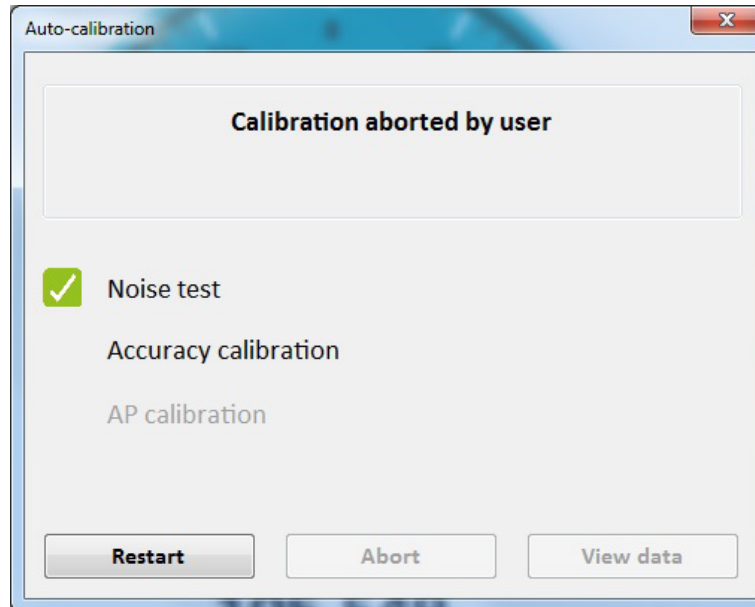 Auto-calibration
Calibration aborted by user
Noise test
Accuracy calibration
AP calibration
Restart
Abort
View data